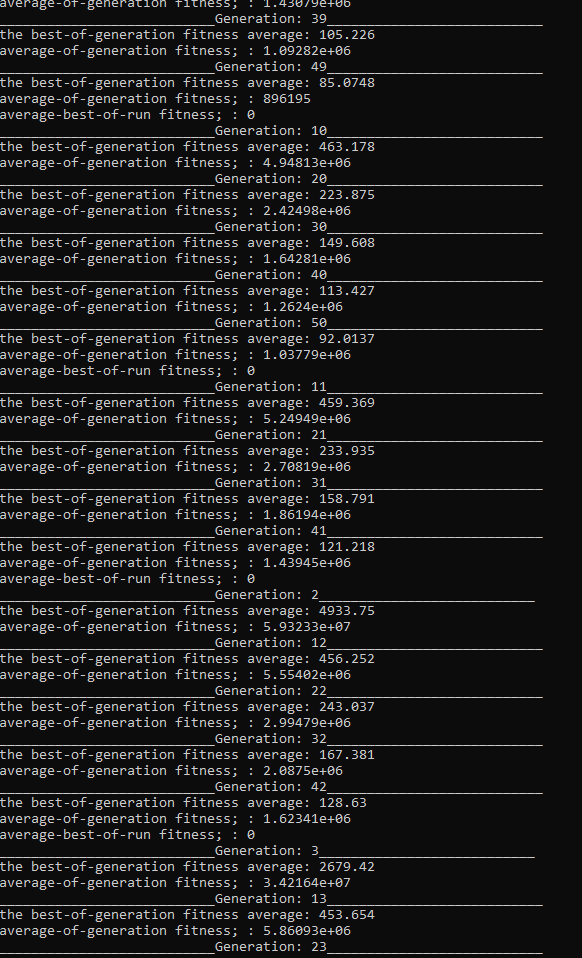 average-of-generation fitness; : 1.43079e+06
___________________________Generation: 39___________________________
the best-of-generation fitness average: 105.226
average-of-generation fitness; : 1.09282e+06
___________________________Generation: 49___________________________
the best-of-generation fitness average: 85.0748
average-of-generation fitness; : 896195
average-best-of-run fitness; : 0
___________________________Generation: 10___________________________
the best-of-generation fitness average: 463.178
average-of-generation fitness; : 4.94813e+06
___________________________Generation: 20___________________________
the best-of-generation fitness average: 223.875
average-of-generation fitness; : 2.42498e+06
___________________________Generation: 30___________________________
the best-of-generation fitness average: 149.608
average-of-generation fitness; : 1.64281e+06
___________________________Generation: 40___________________________
the best-of-generation fitness average: 113.427
average-of-generation fitness; : 1.2624e+06
___________________________Generation: 50___________________________
the best-of-generation fitness average: 92.0137
average-of-generation fitness; : 1.03779e+06
average-best-of-run fitness; : 0
___________________________Generation: 11___________________________
the best-of-generation fitness average: 459.369
average-of-generation fitness; : 5.24949e+06
___________________________Generation: 21___________________________
the best-of-generation fitness average: 233.935
average-of-generation fitness; : 2.70819e+06
___________________________Generation: 31___________________________
the best-of-generation fitness average: 158.791
average-of-generation fitness; : 1.86194e+06
___________________________Generation: 41___________________________
the best-of-generation fitness average: 121.218
average-of-generation fitness; : 1.43945e+06
average-best-of-run fitness; : 0
___________________________Generation: 2___________________________
the best-of-generation fitness average: 4933.75
average-of-generation fitness; : 5.93233e+07
___________________________Generation: 12___________________________
the best-of-generation fitness average: 456.252
average-of-generation fitness; : 5.55402e+06
___________________________Generation: 22___________________________
the best-of-generation fitness average: 243.037
average-of-generation fitness; : 2.99479e+06
___________________________Generation: 32___________________________
the best-of-generation fitness average: 167.381
average-of-generation fitness; : 2.0875e+06
___________________________Generation: 42___________________________
the best-of-generation fitness average: 128.63
average-of-generation fitness; : 1.62341e+06
average-best-of-run fitness; : 0
___________________________Generation: 3___________________________
the best-of-generation fitness average: 2679.42
average-of-generation fitness; : 3.42164e+07
___________________________Generation: 13___________________________
the best-of-generation fitness average: 453.654
average-of-generation fitness; : 5.86093e+06
___________________________Generation: 23___________________________